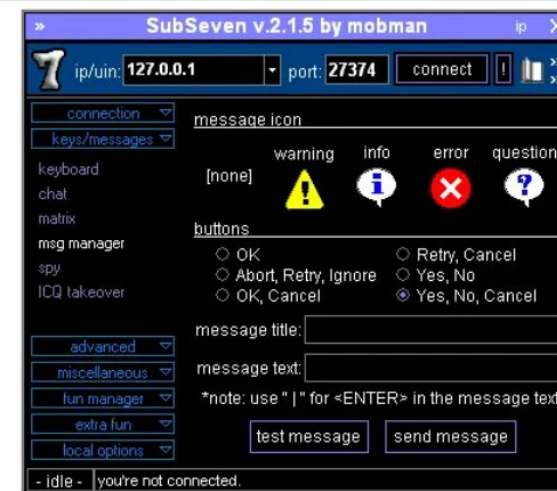 » SubSeven v.2.1.5 by mobman ip X
7 ip/uin: 127.0.0.1 port: 27374 connect ! »
connection
keys/messages
keyboard
chat
matrix
msg manager
spy
ICQ takeover
advanced
miscellaneous
fun manager
extra fun
local options
message icon
[none] warning info error question
buttons
OK
Abort, Retry, Ignore
OK, Cancel
Retry, Cancel
Yes, No
Yes, No, Cancel
message title:
message text:
*note: use " | " for <ENTER> in the message text
test message send message
- idle - you're not connected.